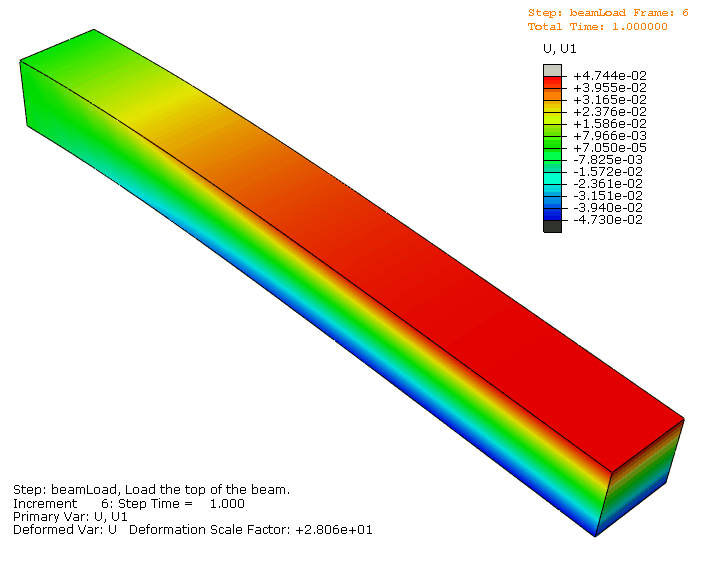 Step: beamLoad Frame: 6
Total Time: 1.000000
U, U1
+4.744e-02
+3.955e-02
+3.165e-02
+2.376e-02
+1.586e-02
+7.966e-03
+7.050e-05
-7.825e-03
-1.572e-02
-2.361e-02
-3.151e-02
-3.940e-02
-4.730e-02
Step: beamLoad, Load the top of the beam.
Increment 6: Step Time = 1.000
Primary Var: U, U1
Deformed Var: U Deformation Scale Factor: +2.806e+01